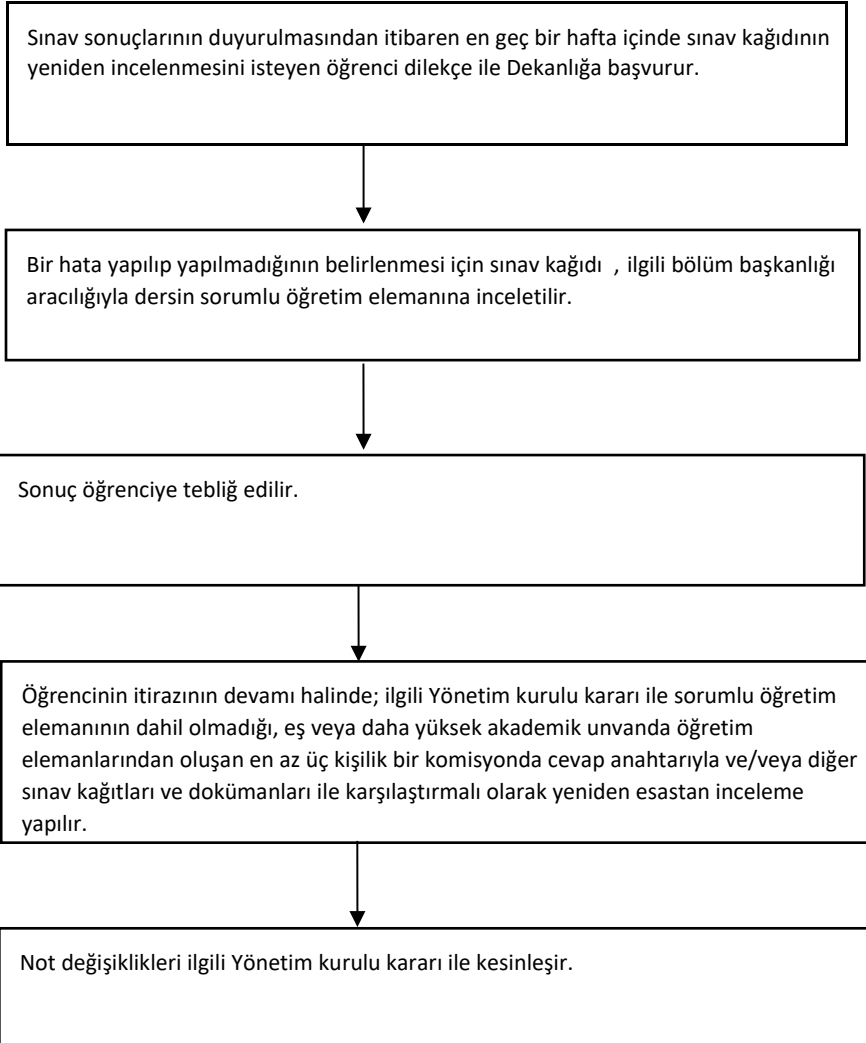 Sınav sonuçlarının duyurulmasından itibaren en geç bir hafta içinde sınav kağıdının
yeniden incelenmesini isteyen öğrenci dilekçe ile Dekanlığa başvurur.
Bir hata yapılıp yapılmadığının belirlenmesi için sınav kağıdı , ilgili bölüm başkanlığı
aracılığıyla dersin sorumlu öğretim elemanına inceletilir.
Sonuç öğrenciye tebliğ edilir.
Öğrencinin itirazının devamı halinde; ilgili Yönetim kurulu kararı ile sorumlu öğretim
elemanının dahil olmadığı, eş veya daha yüksek akademik unvanda öğretim
elemanlarından oluşan en az üç kişilik bir komisyonda cevap anahtarıyla ve/veya diğer
sınav kağıtları ve dokümanları ile karşılaştırmalı olarak yeniden esastan inceleme
yapılır.
Not değişiklikleri ilgili Yönetim kurulu kararı ile kesinleşir.